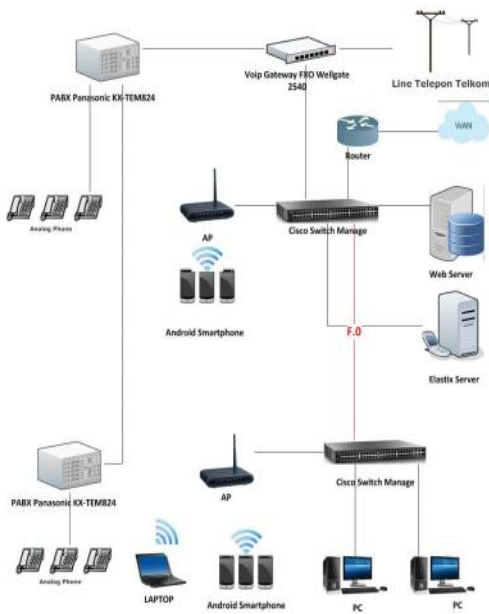 PABX Panasonic KX-TEM824
Voip Gateway FXO Wellgate
2540
Line Telepon Telkom
WAN
Router
Analog Phone
AP
Cisco Switch Manage
Web Server
Android Smartphone
F.0
Elastix Server
PABX Panasonic KX-TEM824
AP
Cisco Switch Manage
Analog Phone
LAPTOP
Android Smartphone
PC
PC